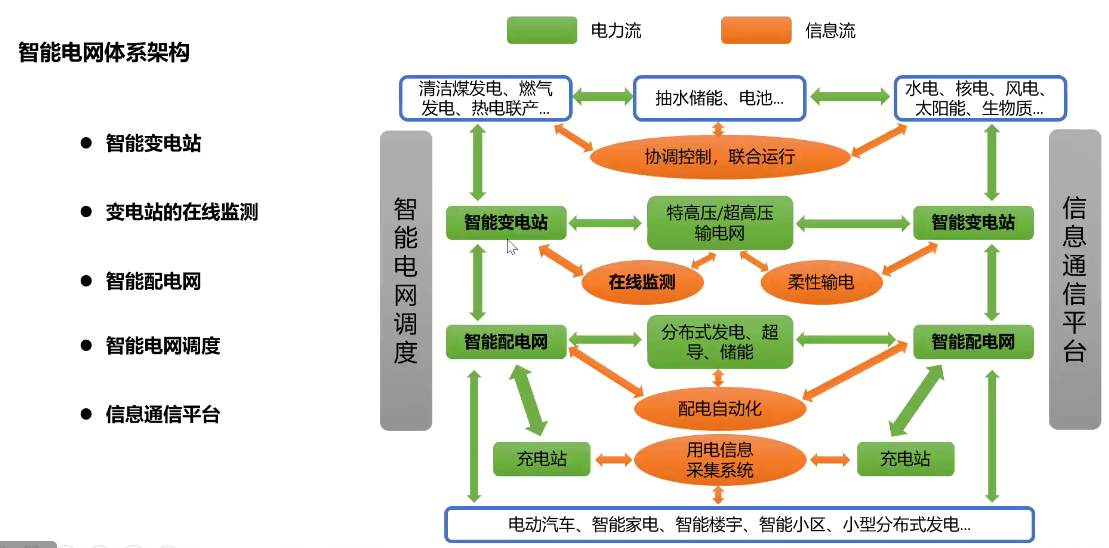 电力流
信息流
智能电网体系架构
智能变电站
变电站的在线监测
智能配电网
智能电网调度
信息通信平台
清洁煤发电、燃气
发电、热电联产...
抽水储能、电池...
水电、核电、风电、
太阳能、生物质...
协调控制，联合运行
智能电网调度
信息通信平台
智能变电站
特高压/超高压
输电网
智能变电站
在线监测
柔性输电
智能配电网
分布式发电、超
导、储能
智能配电网
配电自动化
充电站
用电信息
采集系统
充电站
电动汽车、智能家电、智能楼宇、智能小区、小型分布式发电...